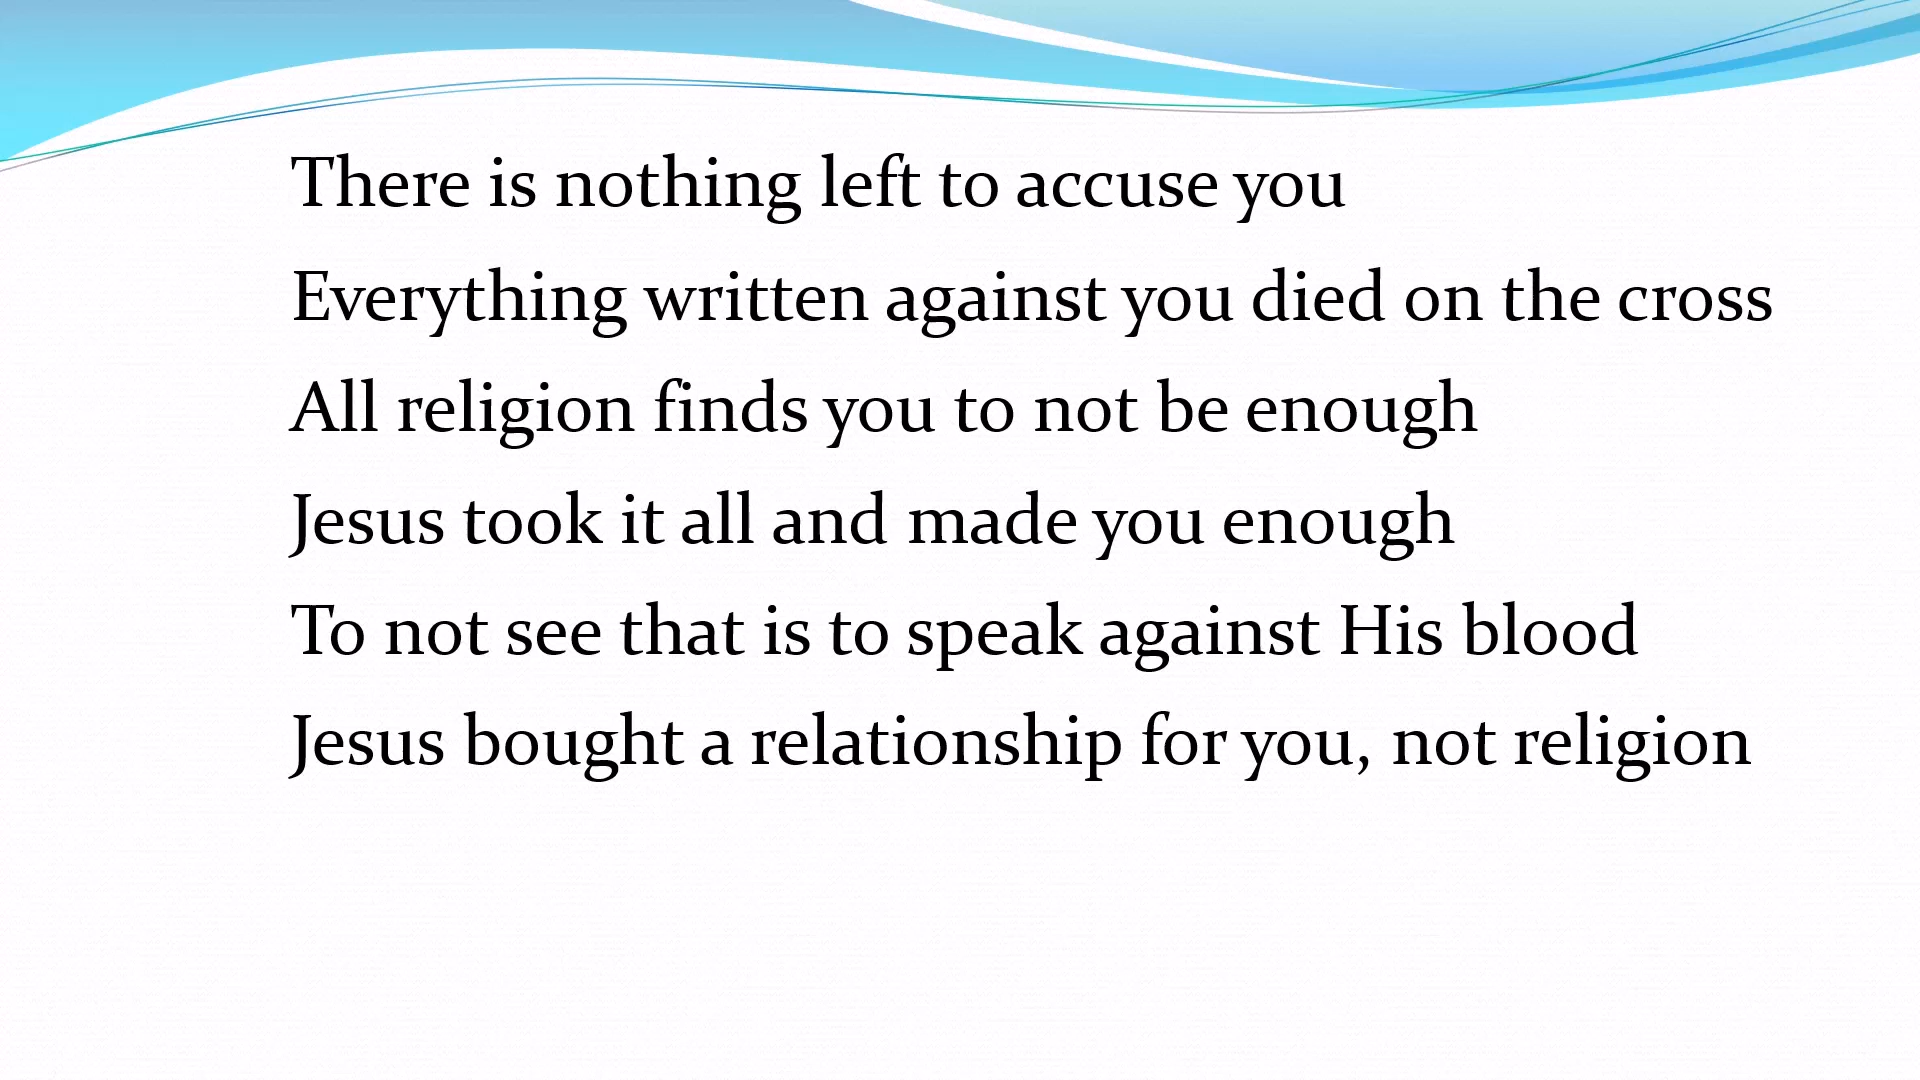 There is nothing left to accuse you
Everything written against you died on the cross
All religion finds you to not be enough
Jesus took it all and made you enough
To not see that is to speak against His blood
Jesus bought a relationship for you, not religion